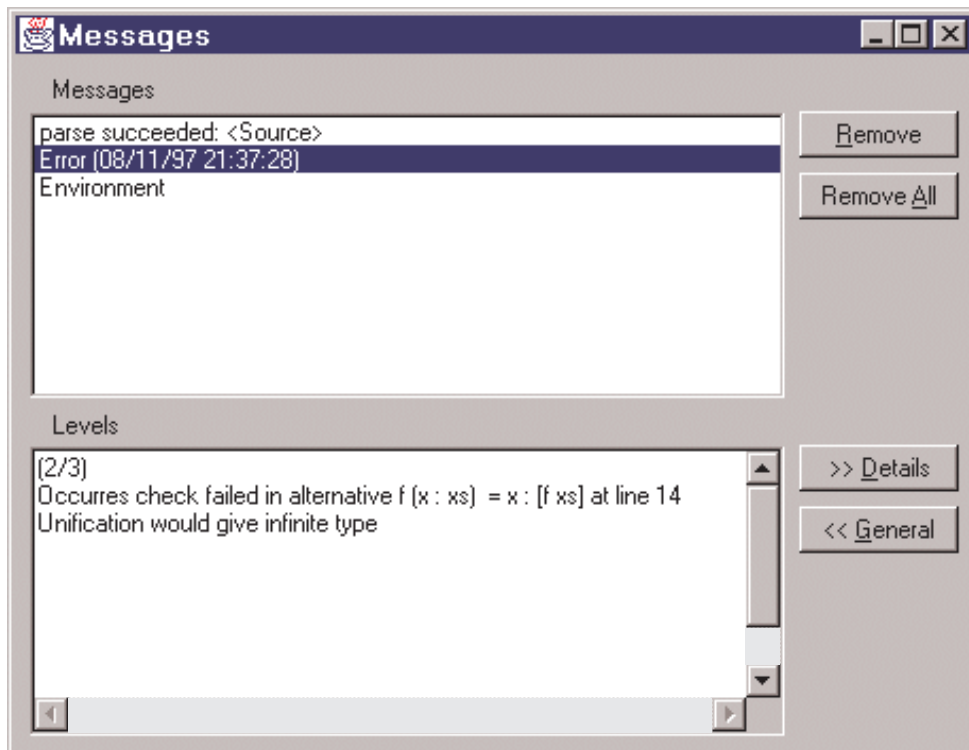 Messages
Messages
parse succeeded: <Source>
Error (08/11/97 21:37:28)
Environment
Remove
Remove All
Levels
(2/3)
Occurres check failed in alternative f (x : xs)  = x : [f xs] at line 14
Unification would give infinite type
>> Details
<< General